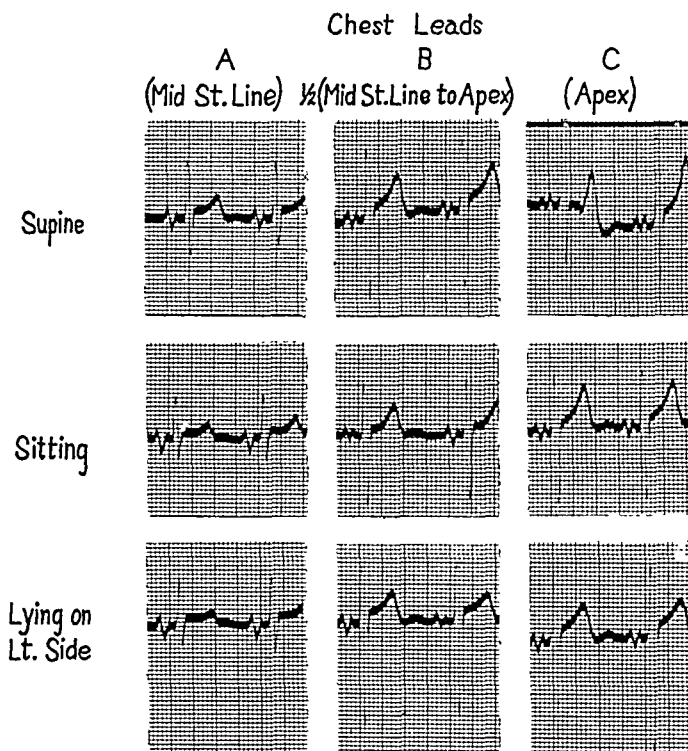 Chest Leads
A B C
(Mid St. Line) ½(Mid St. Line to Apex) (Apex)
Supine
Sitting
Lying on
Lt. Side